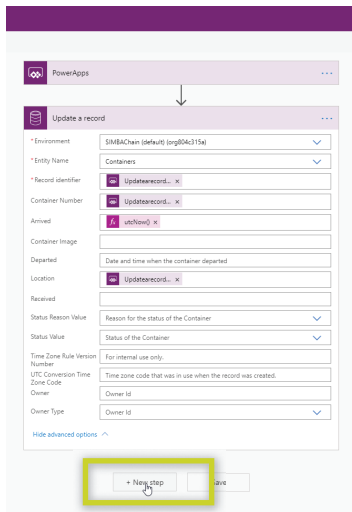 PowerApps
Update a record
* Environment SIMBAChain (default) (org804c315a)
* Entity Name Containers
* Record identifier Updatearecord... ×
Container Number Updatearecord... ×
Arrived fx utcNow() ×
Container Image
Departed Date and time when the container departed
Location Updatearecord... ×
Received
Status Reason Value Reason for the status of the Container
Status Value Status of the Container
Time Zone Rule Version Number For internal use only.
UTC Conversion Time Zone Code Time zone code that was in use when the record was created.
Owner Owner Id
Owner Type Owner Id
Hide advanced options
+ New step
Save